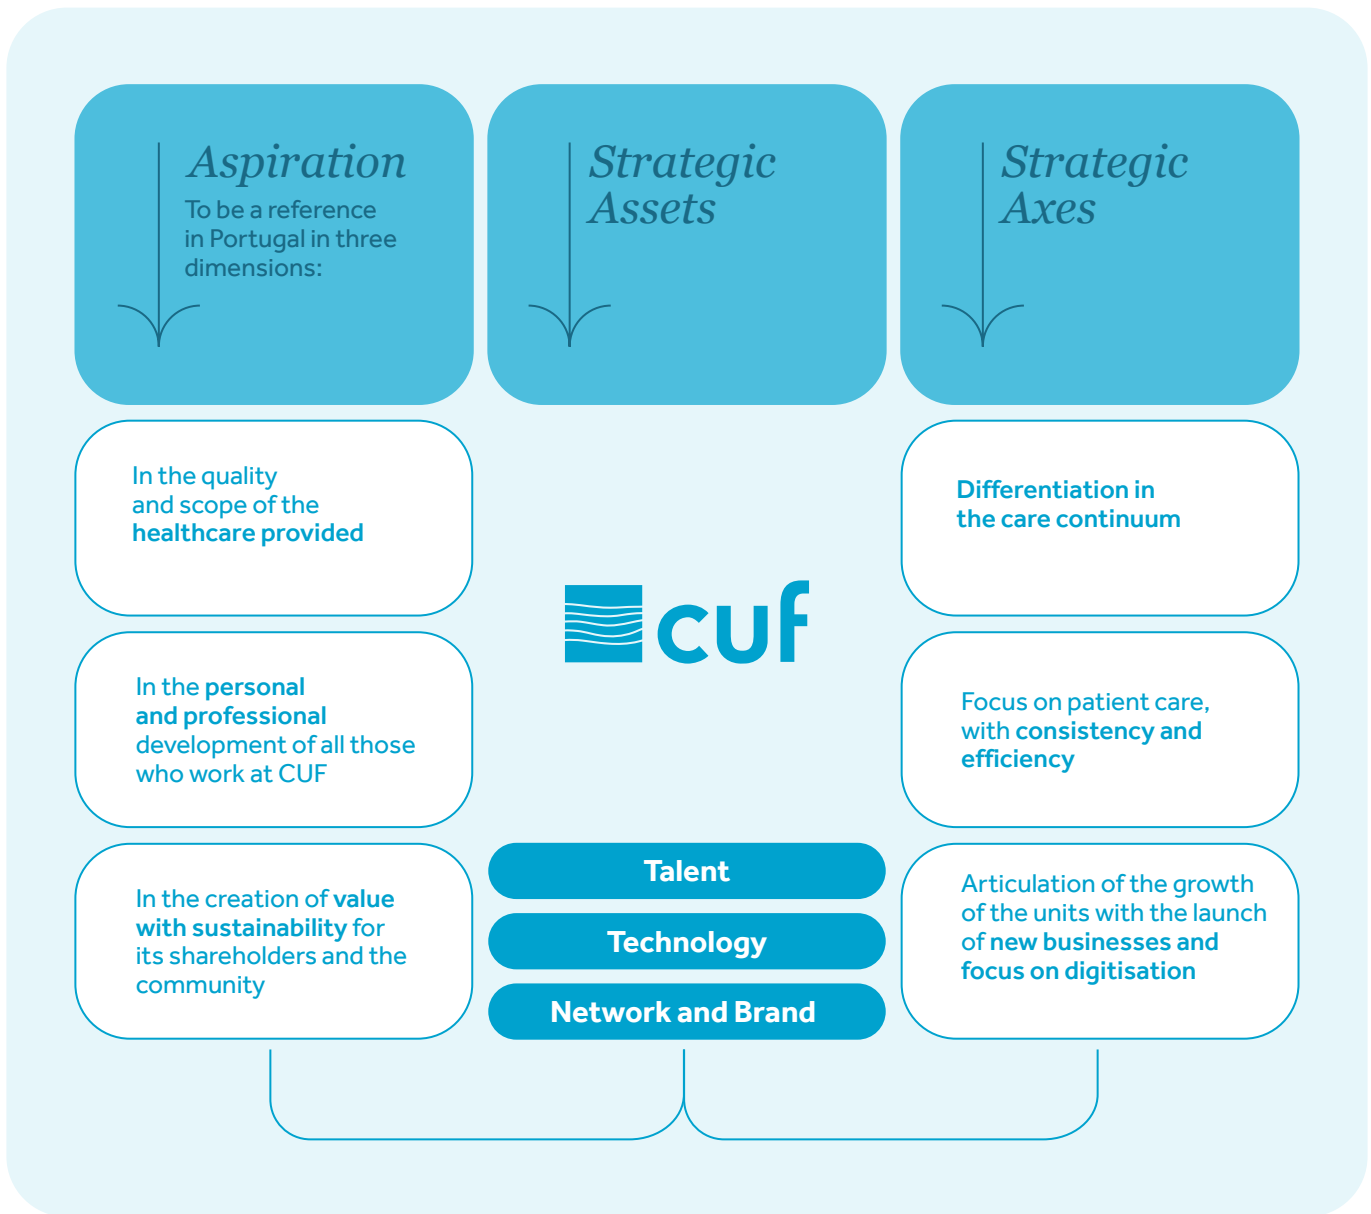 Aspiration
To be a reference
in Portugal in three
dimensions:
In the quality
and scope of the
healthcare provided
In the personal
and professional
development of all those
who work at CUF
In the creation of value
with sustainability for
its shareholders and the
community
Strategic
Assets
cuf
Talent
Technology
Network and Brand
Strategic
Axes
Differentiation in
the care continuum
Focus on patient care,
with consistency and
efficiency
Articulation of the growth
of the units with the launch
of new businesses and
focus on digitisation